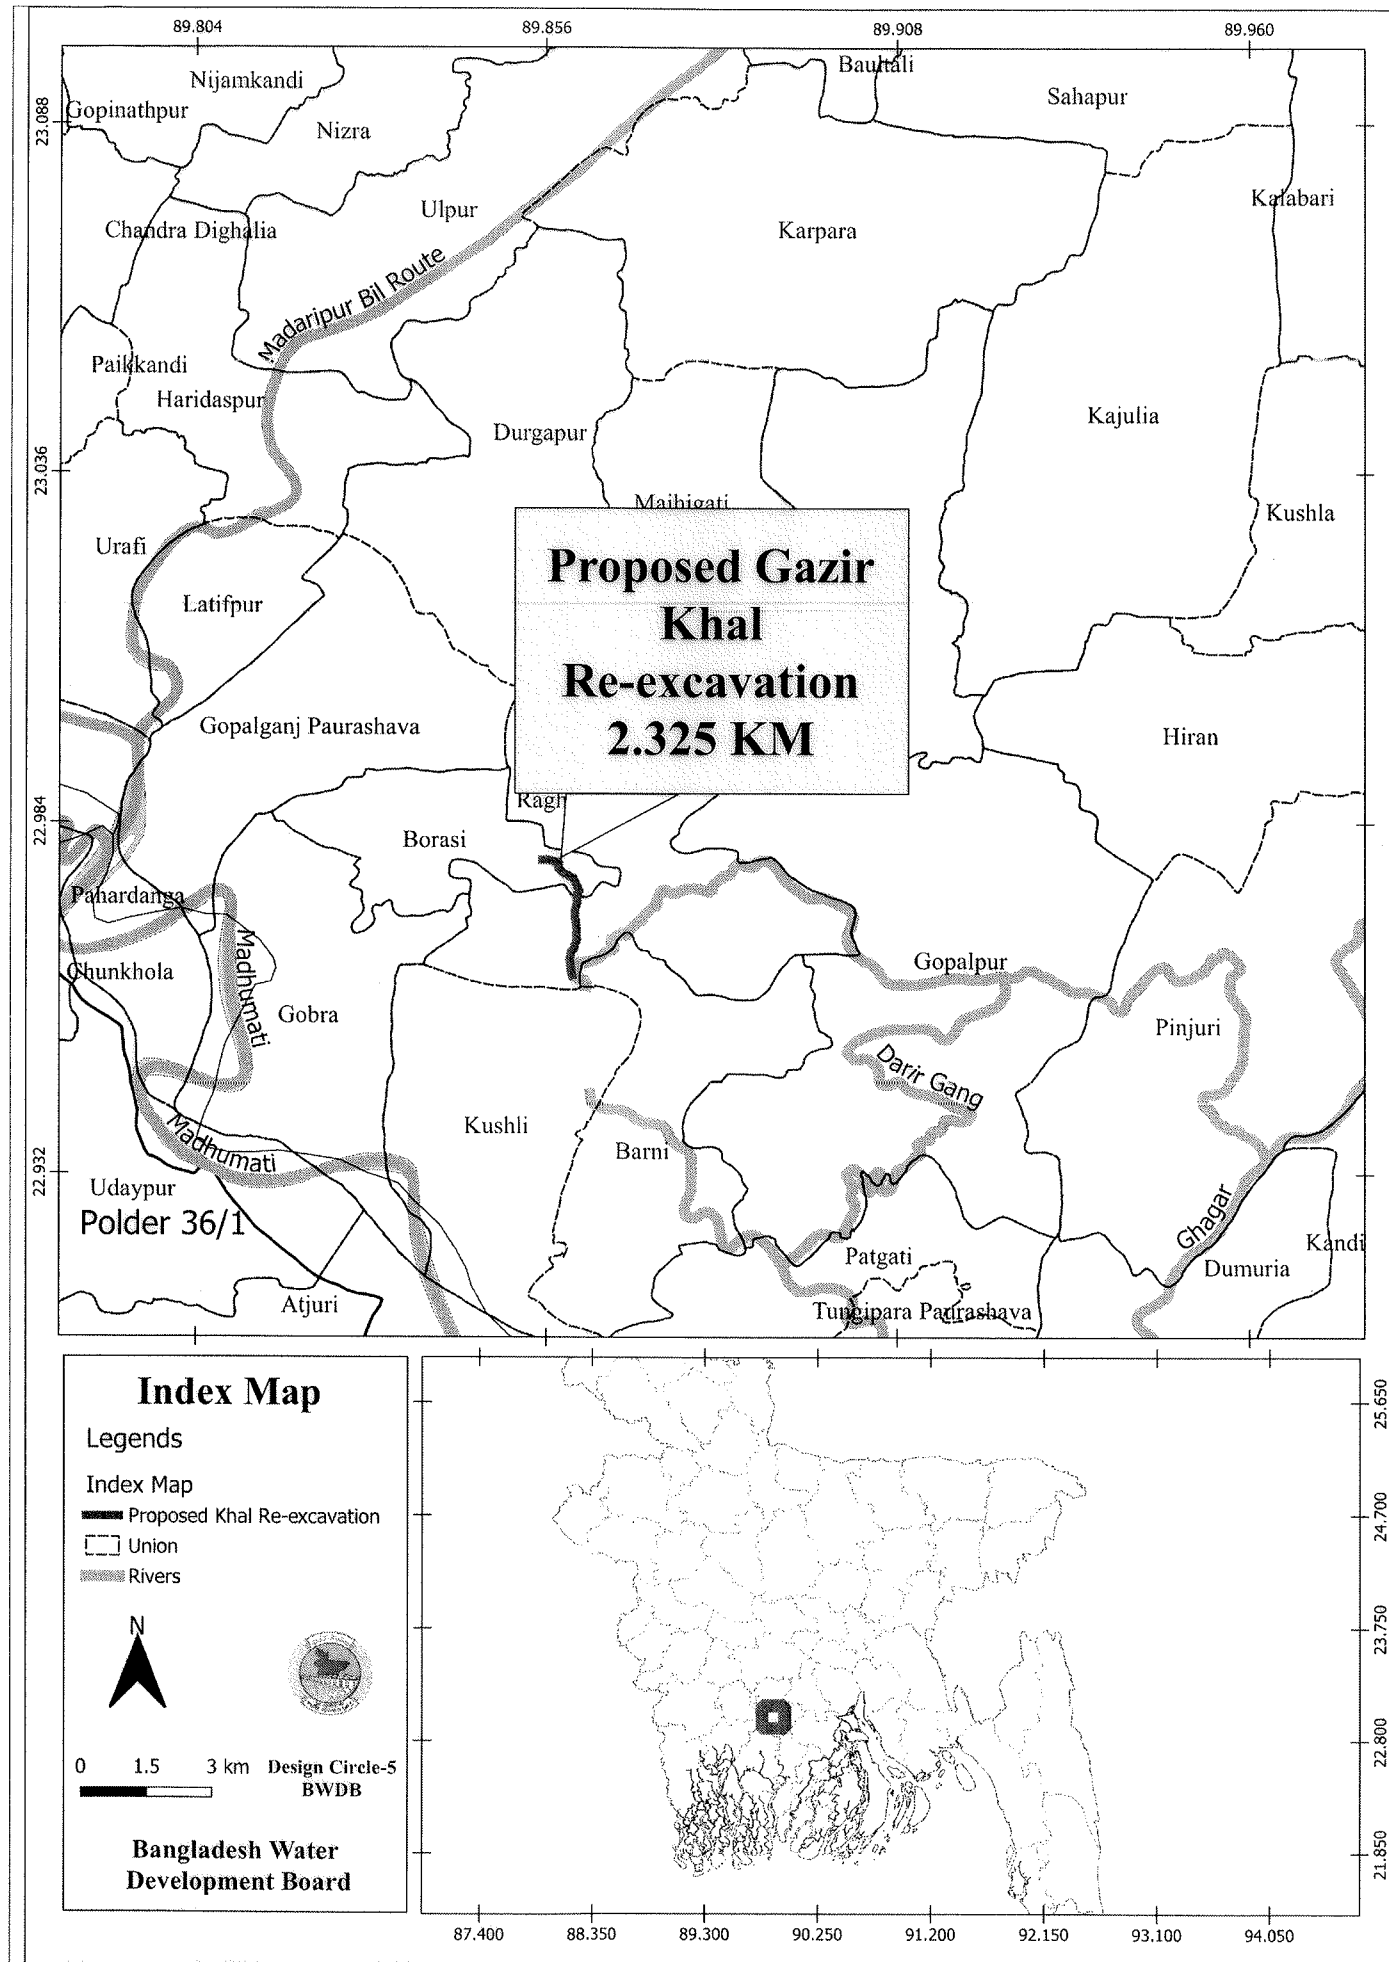 89.804
89.856
89.908
89.960
23.088
23.036
22.984
22.932
Nijamkandi
Gopinathpur
Nizra
Baultali
Sahapur
Kalabari
Chandra Dighalia
Ulpur
Karpara
Madaripur Bil Route
Paikkandi
Haridaspur
Durgapur
Kajulia
Majhigati
Kushla
Urafi
Latifpur
Proposed Gazir
Khal
Re-excavation
2.325 KM
Gopalganj Paurashava
Hiran
Ragh
Borasi
Pahardanga
Chunkhola
Madhumati
Gobra
Gopalpur
Pinjuri
Darir Gang
Kushli
Barni
Madhumati
Udaypur
Polder 36/1
Ghagar
Kandi
Patgati
Dumuria
Atjuri
Tungipara Paurashava
Index Map
Legends
Index Map
Proposed Khal Re-excavation
Union
Rivers
N
0 1.5 3 km
Design Circle-5
BWDB
Bangladesh Water
Development Board
25.650
24.700
23.750
22.800
21.850
87.400
88.350
89.300
90.250
91.200
92.150
93.100
94.050